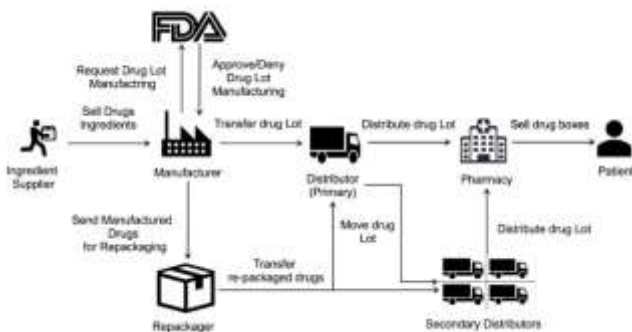 FDA
Request Drug Lot
Manufactring
Approve/Deny
Drug Lot
Manufacturing
Sell Drugs
Ingredients
Transfer drug Lot
Distribute drug Lot
Sell drug boxes
Ingredient
Supplier
Manufacturer
Distributor
(Primary)
Pharmacy
Patient
Send Manufactured
Drugs
for Repackaging
Move drug
Lot
Distribute drug Lot
Transfer
re-packaged drugs
Repackager
Secondary Distributors